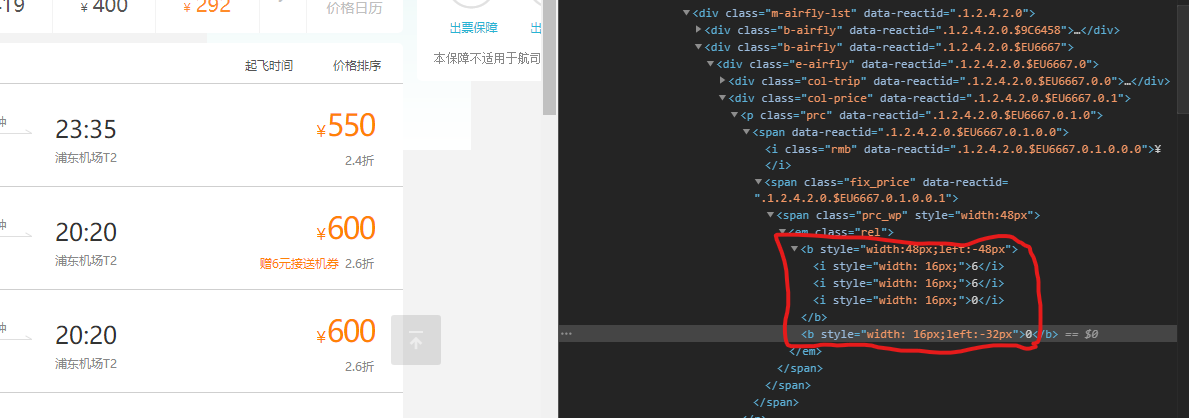 419
¥ 400
¥ 292
价格日历
起飞时间 价格排序
钟
23:35
¥550
浦东机场T2
2.4折
钟
20:20
¥600
浦东机场T2
赠6元接送机券 2.6折
钟
20:20
¥600
浦东机场T2
2.6折
出票保障
出
本保障不适用于航司
▼<div class="m-airfly-lst" data-reactid=".1.2.4.2.0">
▶<div class="b-airfly" data-reactid=".1.2.4.2.0.$9C6458">…</div>
▼<div class="b-airfly" data-reactid=".1.2.4.2.0.$EU6667">
▼<div class="e-airfly" data-reactid=".1.2.4.2.0.$EU6667.0">
▶<div class="col-trip" data-reactid=".1.2.4.2.0.$EU6667.0.0">…</div>
▼<div class="col-price" data-reactid=".1.2.4.2.0.$EU6667.0.1">
▼<p class="prc" data-reactid=".1.2.4.2.0.$EU6667.0.1.0">
▼<span data-reactid=".1.2.4.2.0.$EU6667.0.1.0.0">
<i class="rmb" data-reactid=".1.2.4.2.0.$EU6667.0.1.0.0.0">¥
</i>
▼<span class="fix_price" data-reactid=
".1.2.4.2.0.$EU6667.0.1.0.0.1">
▼<span class="prc_wp" style="width:48px">
▼<em class="rel">
▼<b style="width:48px;left:-48px">
<i style="width: 16px;">6</i>
<i style="width: 16px;">6</i>
<i style="width: 16px;">0</i>
</b>
… <b style="width: 16px;left:-32px">0</b> == $0
</em>
</span>
</span>
</span>